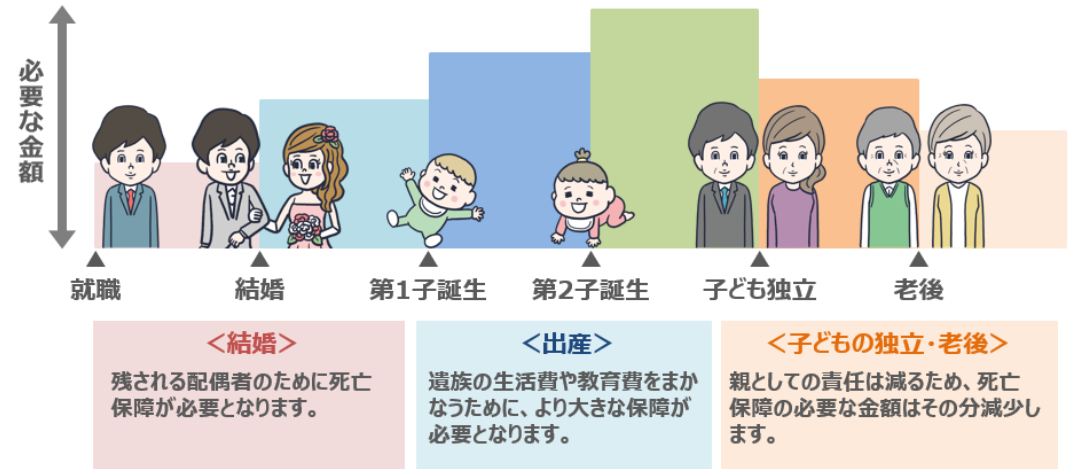 必要な金額
就職
結婚
第1子誕生
第2子誕生
子ども独立
老後
＜結婚＞
残される配偶者のために死亡
保障が必要となります。
＜出産＞
遺族の生活費や教育費をまか
なうために、より大きな保障が
必要となります。
＜子どもの独立･老後＞
親としての責任は減るため、死亡
保障の必要な金額はその分減少し
ます。